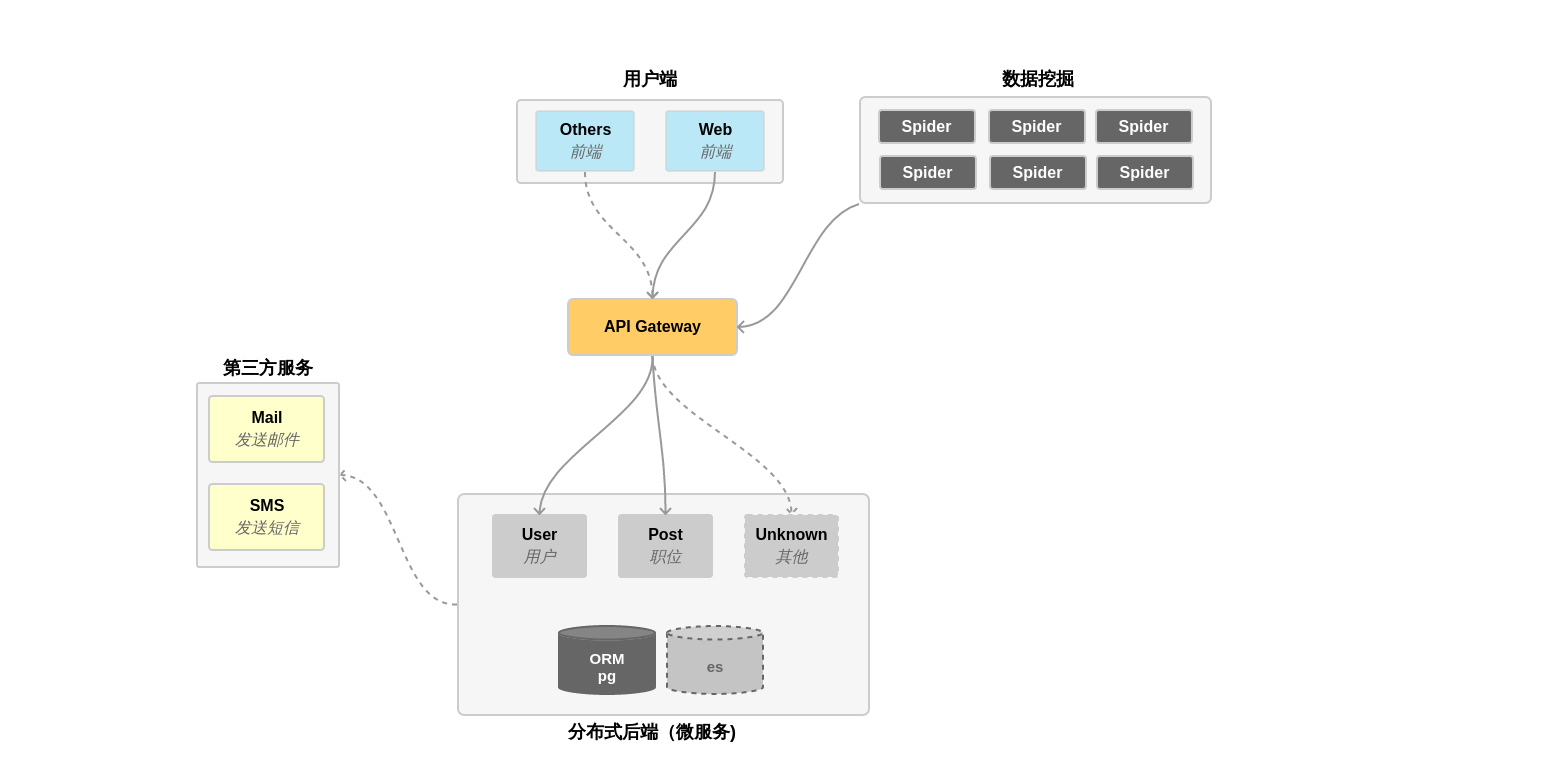 用户端
Others
前端
Web
前端
数据挖掘
Spider
Spider
Spider
Spider
Spider
Spider
API Gateway
第三方服务
Mail
发送邮件
SMS
发送短信
User
用户
Post
职位
Unknown
其他
ORM
pg
es
分布式后端（微服务)